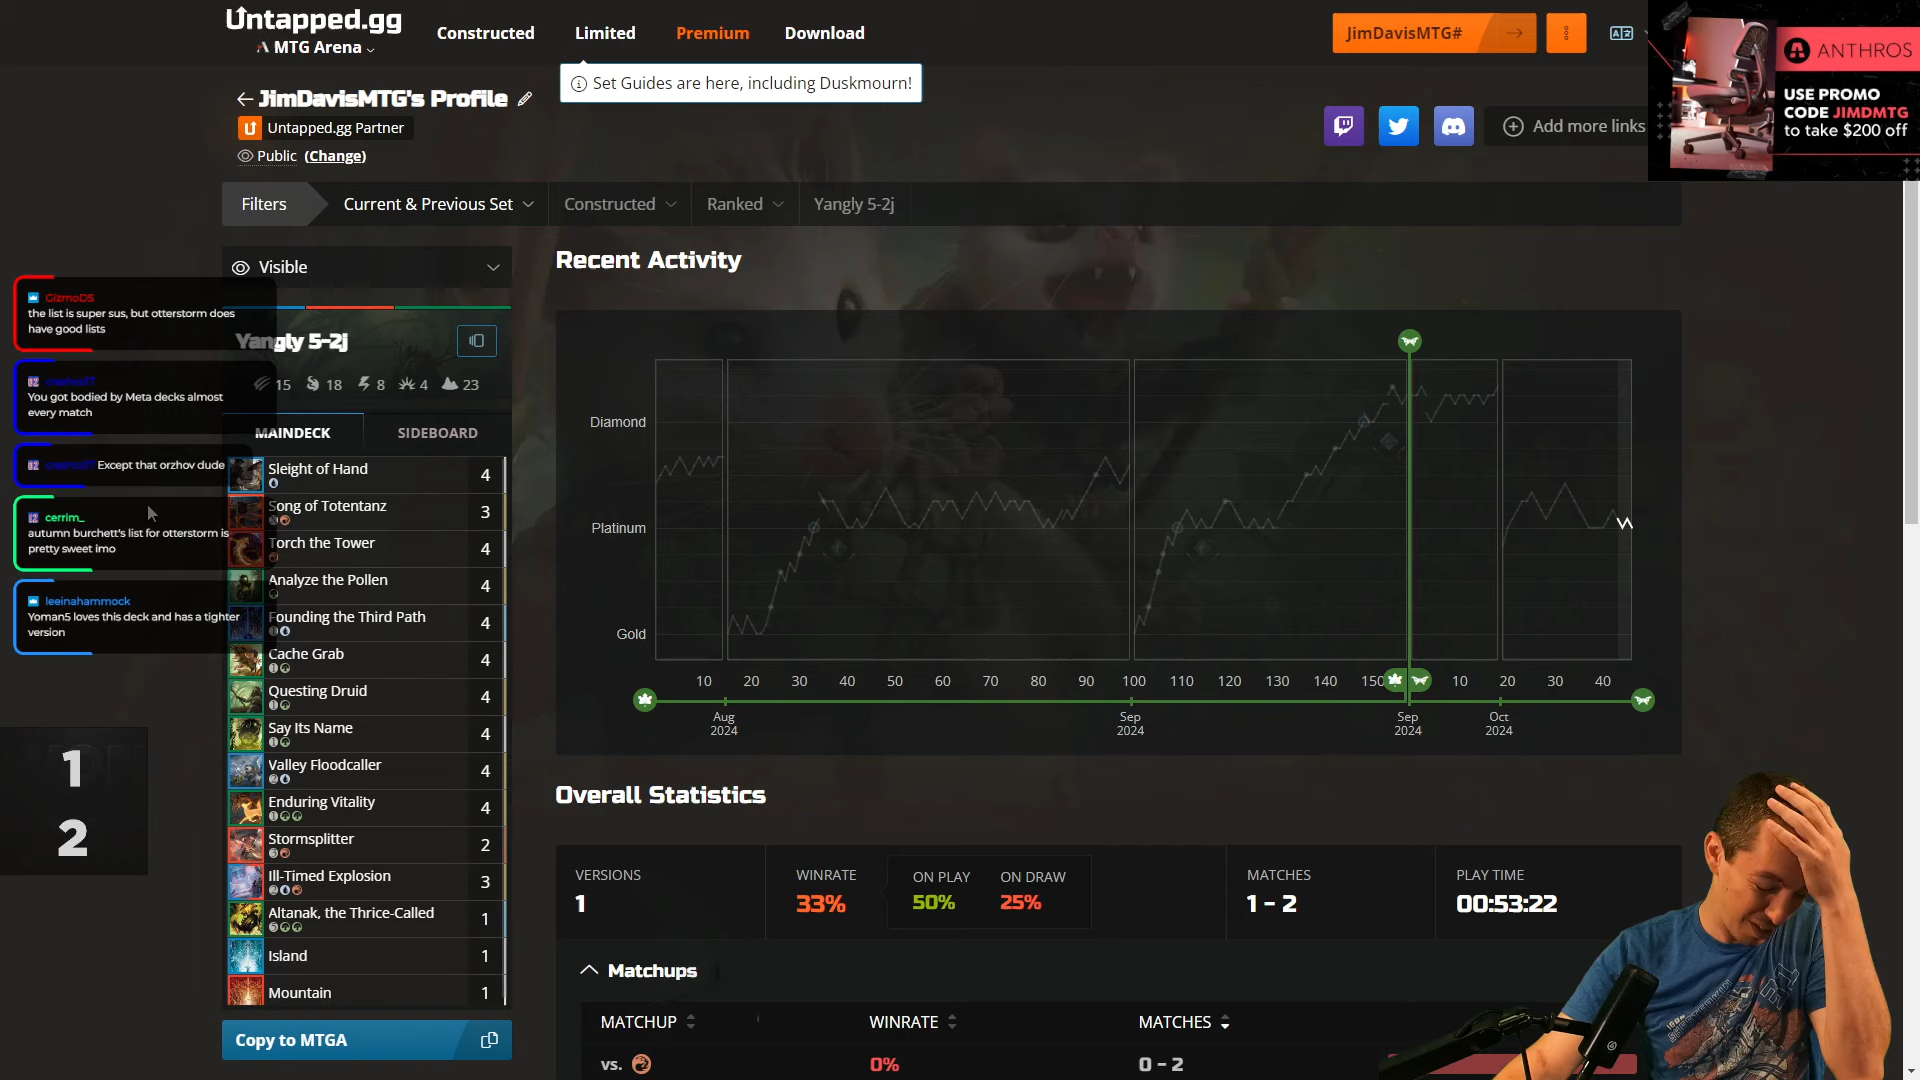 Untapped.gg
MTG Arena
Constructed
Limited
Premium
Download
JimDavisMTG#
ANTHROS
USE PROMO
CODE JIMDMTG
to take $200 off
Set Guides are here, including Duskmourn!
JimDavisMTG's Profile
Untapped.gg Partner
Public (Change)
Add more links
Filters
Current & Previous Set
Constructed
Ranked
Yangly 5-2j
Visible
Recent Activity
GizmoDS
the list is super sus, but otterstorm does
have good lists
You got bodied by Meta decks almost
every match
Except that orzhov dude
cerrim_
autumn burchett's list for otterstorm is
pretty sweet imo
leeinahammock
Yoman5 loves this deck and has a tighter
version
1
2
Yangly 5-2j
15 18 8 4 23
MAINDECK
SIDEBOARD
Sleight of Hand 4
Song of Totentanz 3
Torch the Tower 4
Analyze the Pollen 4
Founding the Third Path 4
Cache Grab 4
Questing Druid 4
Say Its Name 4
Valley Floodcaller 4
Enduring Vitality 4
Stormsplitter 2
Ill-Timed Explosion 3
Altanak, the Thrice-Called 1
Island 1
Mountain 1
Copy to MTGA
Diamond
Platinum
Gold
10 20 30 40 50 60 70 80 90 100 110 120 130 140 150 10 20 30 40
Aug
2024
Sep
2024
Sep
2024
Oct
2024
Overall Statistics
VERSIONS
1
WINRATE
33%
ON PLAY
50%
ON DRAW
25%
MATCHES
1 - 2
PLAY TIME
00:53:22
Matchups
MATCHUP
WINRATE
MATCHES
vs.
0%
0 - 2